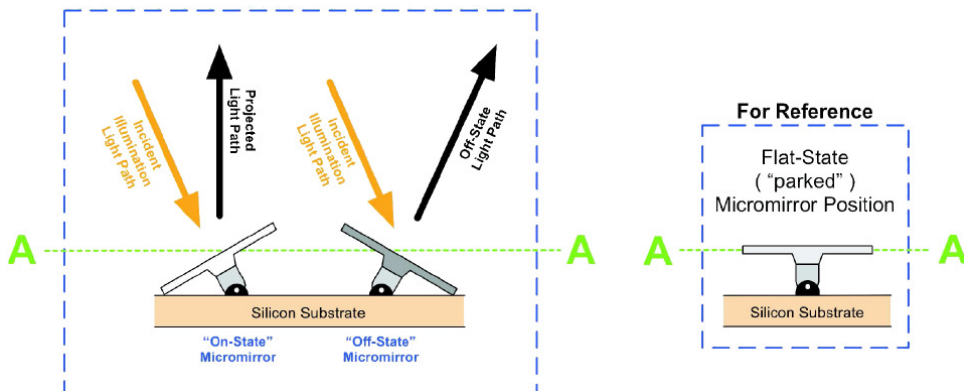 Incident
Illumination
Light Path
Projected
Light Path
Incident
Illumination
Light Path
Off-State
Light Path
A
A
Silicon Substrate
“On-State”
Micromirror
“Off-State”
Micromirror
For Reference
Flat-State
( “parked” )
Micromirror Position
A
A
Silicon Substrate